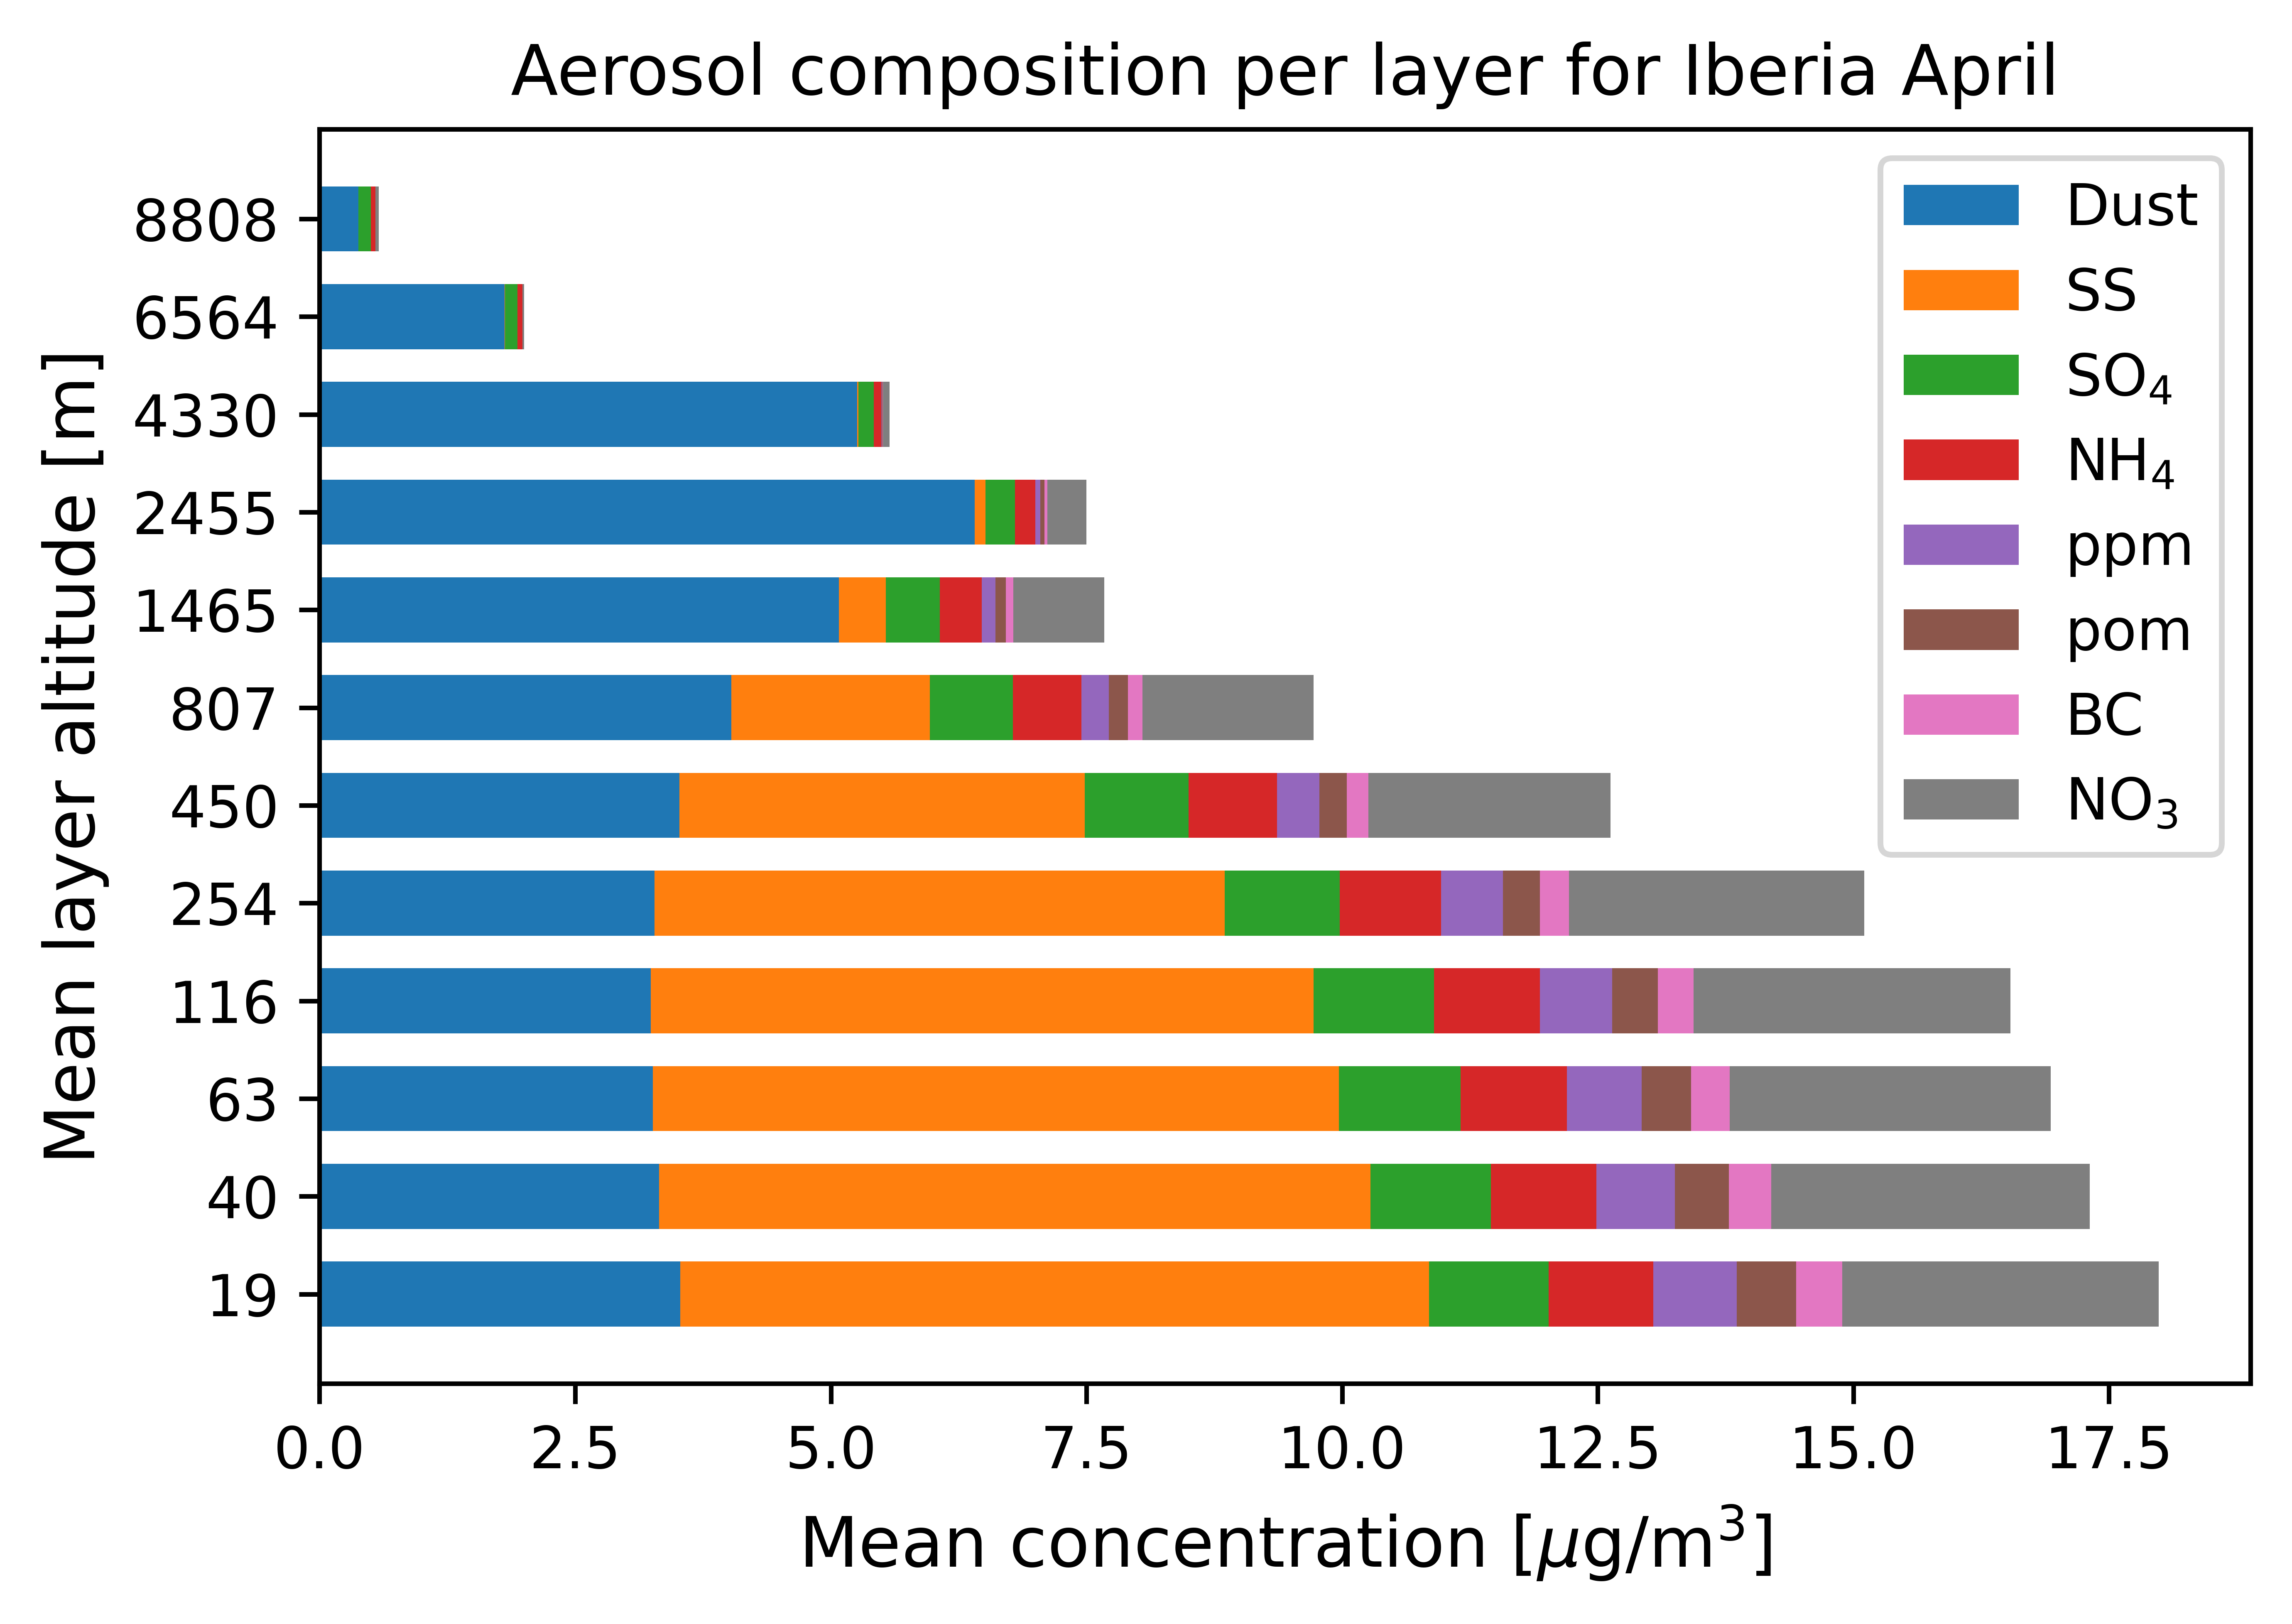 Aerosol composition per layer for Iberia April
Mean layer altitude [m]
8808
6564
4330
2455
1465
807
450
254
116
63
40
19
Dust
SS
SO₄
NH₄
ppm
pom
BC
NO₃
0.0 2.5 5.0 7.5 10.0 12.5 15.0 17.5
Mean concentration [μg/m³]